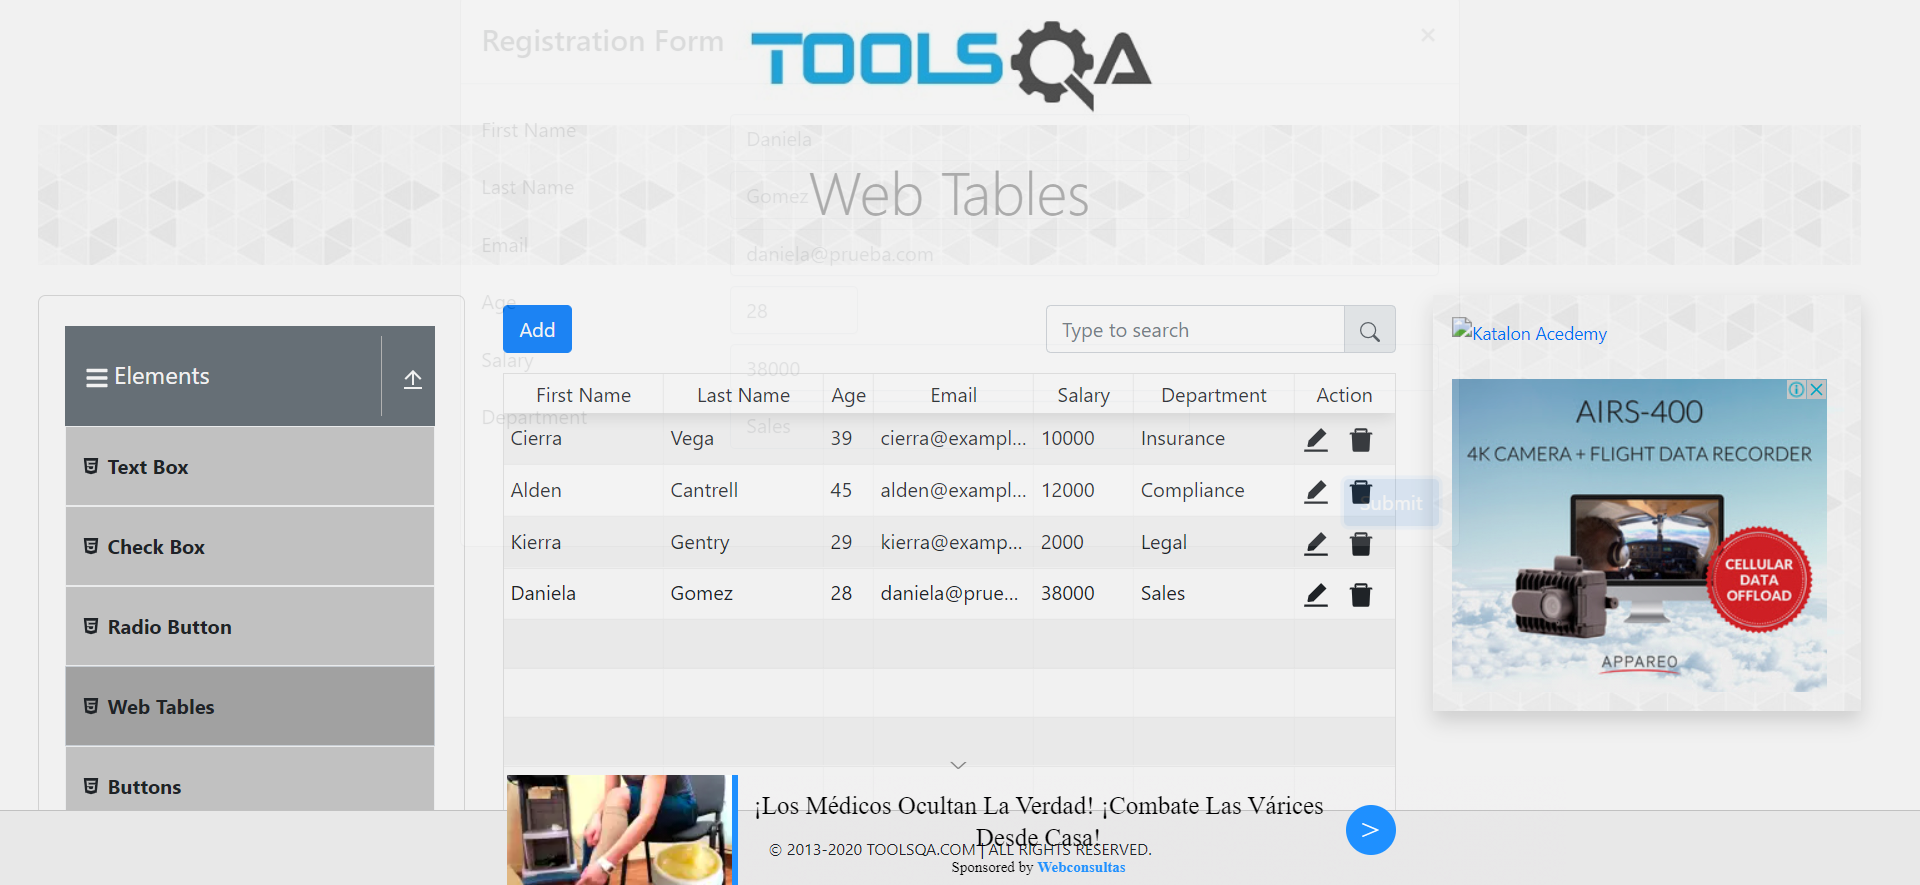 Registration Form
×
TOOLSQA
First Name
Daniela
Last Name
Gomez
Web Tables
Email
daniela@prueba.com
Age
28
Salary
38000
Department
Sales
Submit
Elements
Text Box
Check Box
Radio Button
Web Tables
Buttons
Add
Type to search
First Name Last Name Age Email Salary Department Action
Cierra Vega 39 cierra@exampl... 10000 Insurance
Alden Cantrell 45 alden@exampl... 12000 Compliance
Kierra Gentry 29 kierra@examp... 2000 Legal
Daniela Gomez 28 daniela@prue... 38000 Sales
Katalon Acedemy
AIRS-400
4K CAMERA + FLIGHT DATA RECORDER
CELLULAR
DATA
OFFLOAD
APPAREO
¡Los Médicos Ocultan La Verdad! ¡Combate Las Várices
Desde Casa!
>
© 2013-2020 TOOLSQA.COM | ALL RIGHTS RESERVED.
Sponsored by Webconsultas